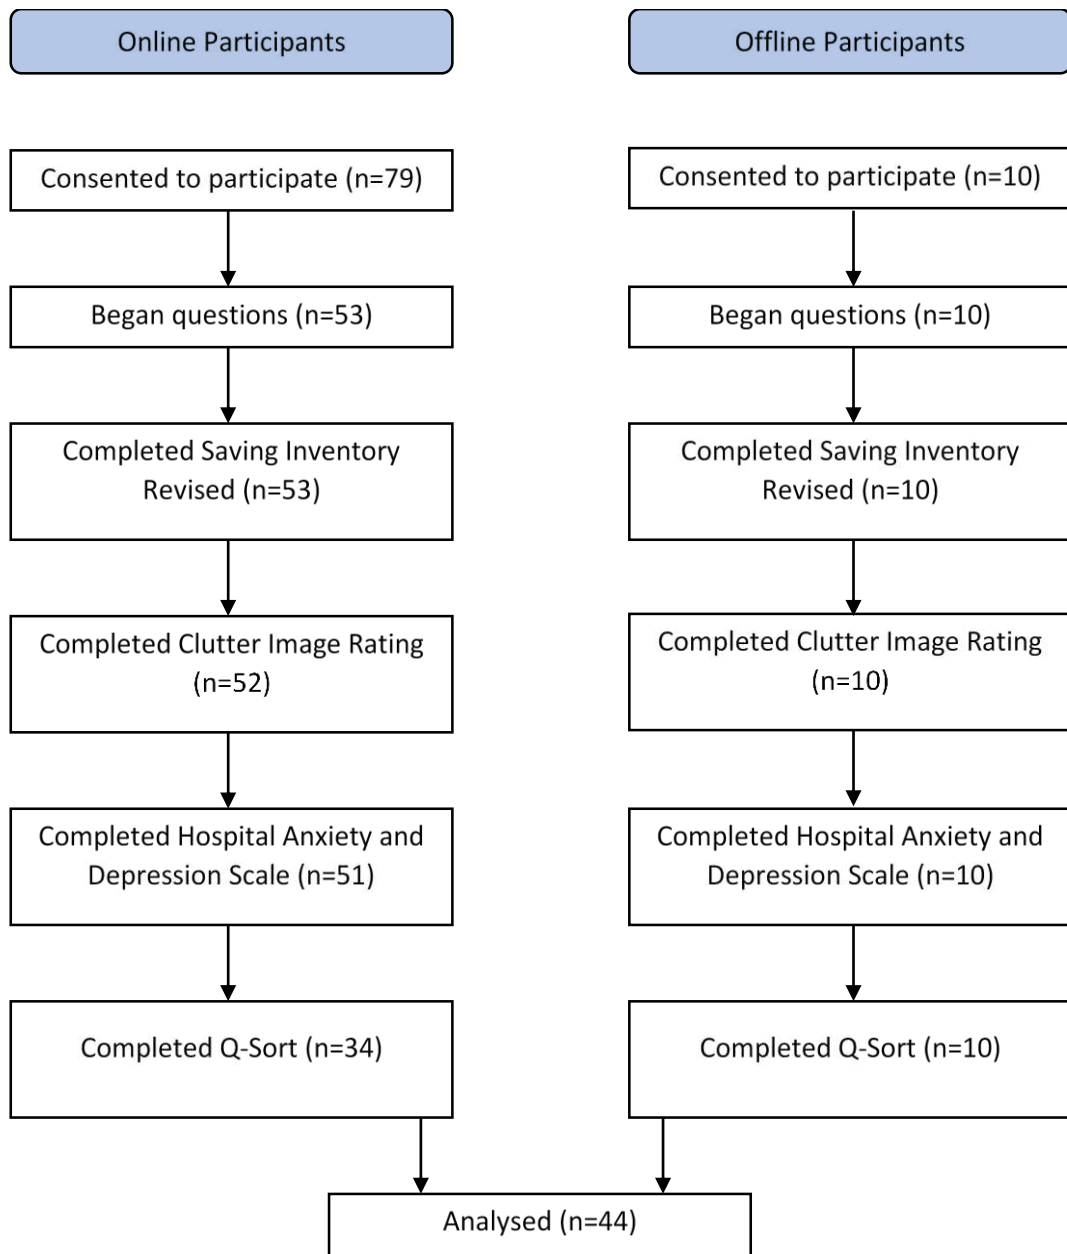 Online Participants
Offline Participants
Consented to participate (n=79)
Consented to participate (n=10)
Began questions (n=53)
Began questions (n=10)
Completed Saving Inventory
Revised (n=53)
Completed Saving Inventory
Revised (n=10)
Completed Clutter Image Rating
(n=52)
Completed Clutter Image Rating
(n=10)
Completed Hospital Anxiety and
Depression Scale (n=51)
Completed Hospital Anxiety and
Depression Scale (n=10)
Completed Q-Sort (n=34)
Completed Q-Sort (n=10)
Analysed (n=44)